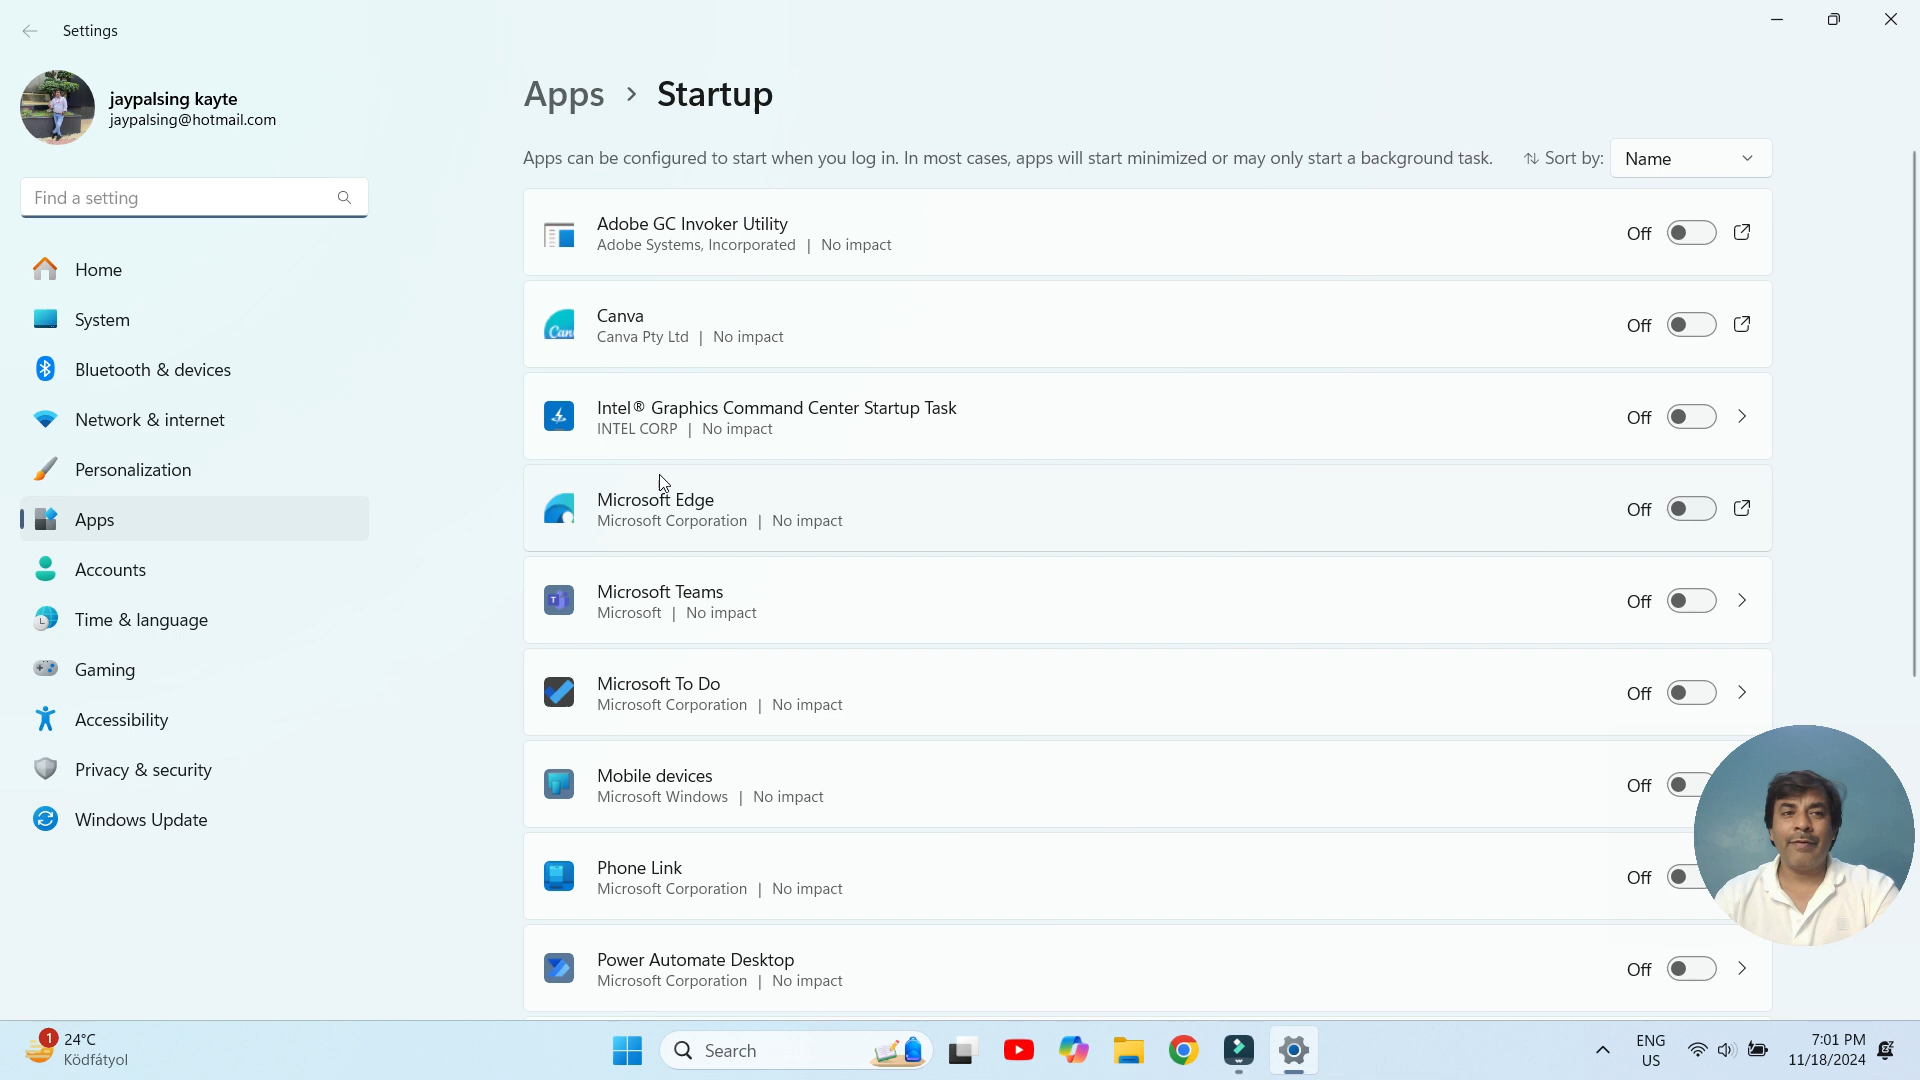 Settings
jaypalsing kayte
jaypalsing@hotmail.com
Find a setting
Home
System
Bluetooth & devices
Network & internet
Personalization
Apps
Accounts
Time & language
Gaming
Accessibility
Privacy & security
Windows Update
Apps > Startup
Apps can be configured to start when you log in. In most cases, apps will start minimized or may only start a background task.
Sort by: Name
Adobe GC Invoker Utility
Adobe Systems, Incorporated | No impact
Off
Canva
Canva Pty Ltd | No impact
Off
Intel® Graphics Command Center Startup Task
INTEL CORP | No impact
Off
Microsoft Edge
Microsoft Corporation | No impact
Off
Microsoft Teams
Microsoft | No impact
Off
Microsoft To Do
Microsoft Corporation | No impact
Off
Mobile devices
Microsoft Windows | No impact
Off
Phone Link
Microsoft Corporation | No impact
Off
Power Automate Desktop
Microsoft Corporation | No impact
Off
1
24°C
Ködfátyol
Search
ENG
US
7:01 PM
11/18/2024